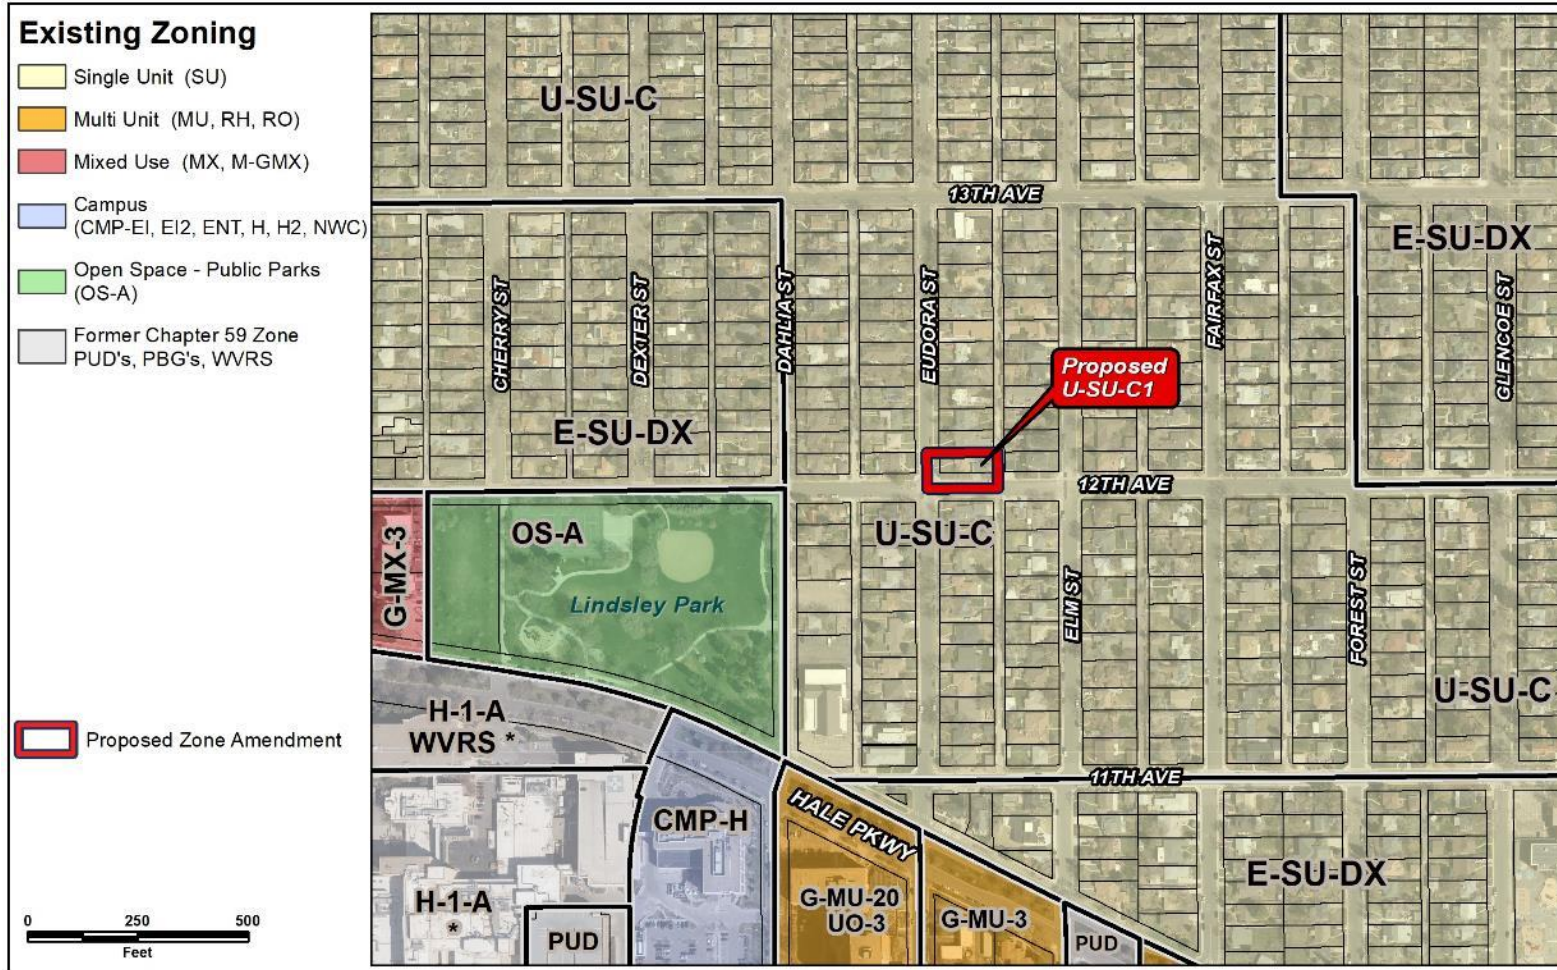 Existing Zoning
Single Unit (SU)
Multi Unit (MU, RH, RO)
Mixed Use (MX, M-GMX)
Campus
(CMP-EI, EI2, ENT, H, H2, NWC)
Open Space - Public Parks
(OS-A)
Former Chapter 59 Zone
PUD's, PBG's, WVRS
Proposed Zone Amendment
0 250 500
Feet
U-SU-C
13TH AVE
E-SU-DX
CHERRY ST
DEXTER ST
DAHLIA ST
EUDORA ST
FAIRFAX ST
GLENCOE ST
Proposed
U-SU-C1
E-SU-DX
12TH AVE
G-MX-3
OS-A
Lindsley Park
U-SU-C
ELM ST
FOREST ST
U-SU-C
H-1-A
WVRS *
11TH AVE
HALE PKWY
CMP-H
H-1-A
*
PUD
G-MU-20
UO-3
G-MU-3
PUD
E-SU-DX